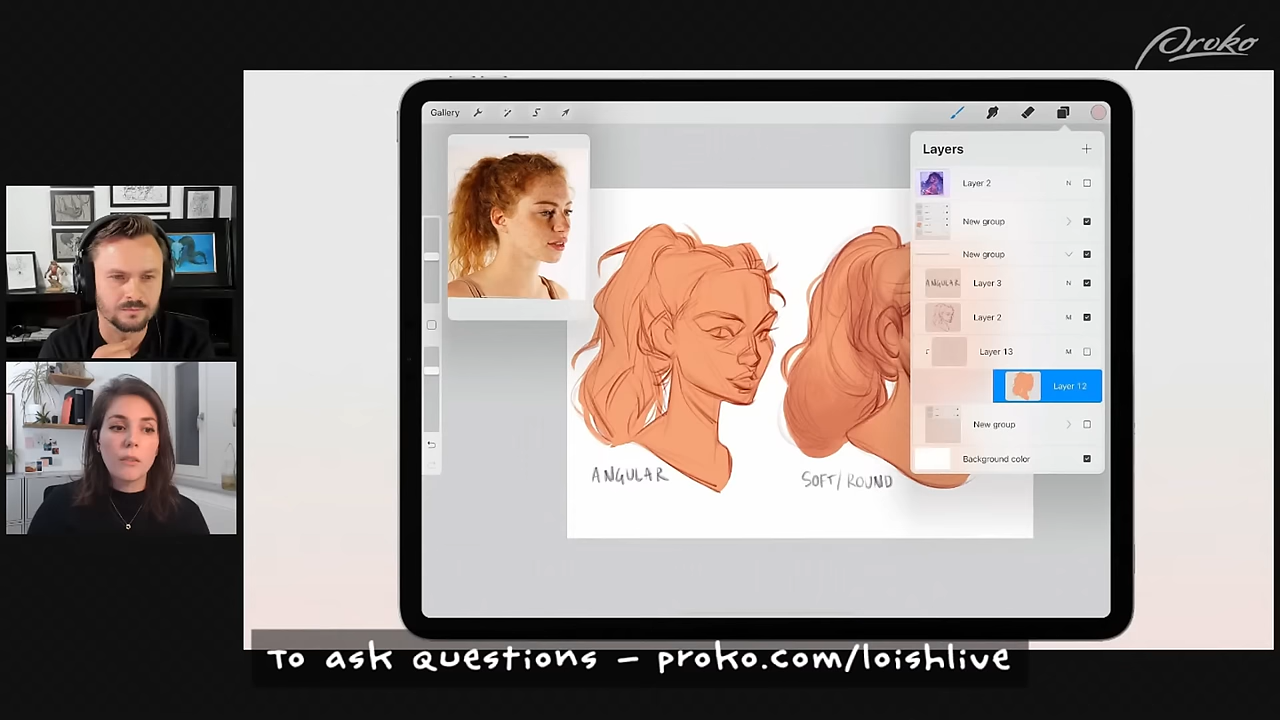 Proko
Gallery
Layers
Layer 2
N
New group
New group
ANGULAR
Layer 3
N
Layer 2
M
Layer 13
M
Layer 12
New group
Background color
ANGULAR
SOFT/ROUND
To ask questions – proko.com/loishlive